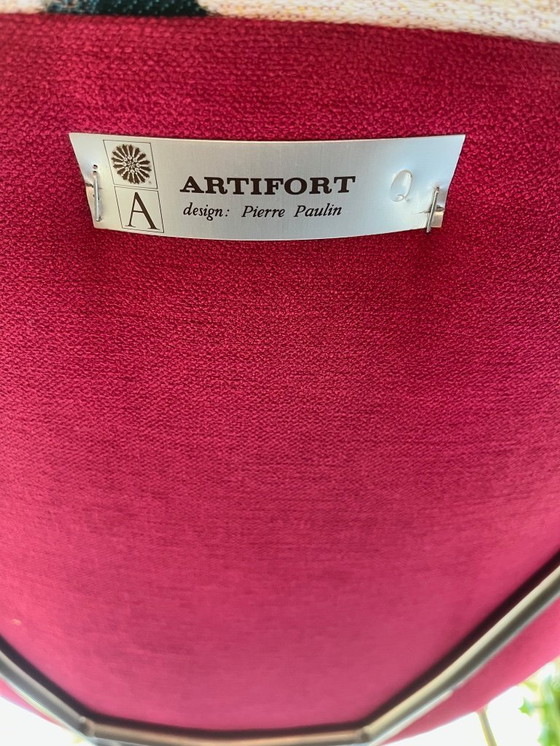 ARTIFORT
A
design: Pierre Paulin
Q.